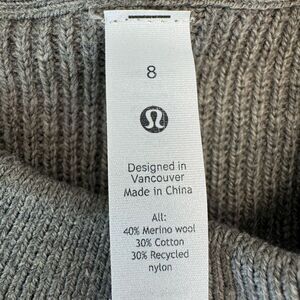 8
Designed in
Vancouver
Made in China
All:
40% Merino wool
30% Cotton
30% Recycled
nylon